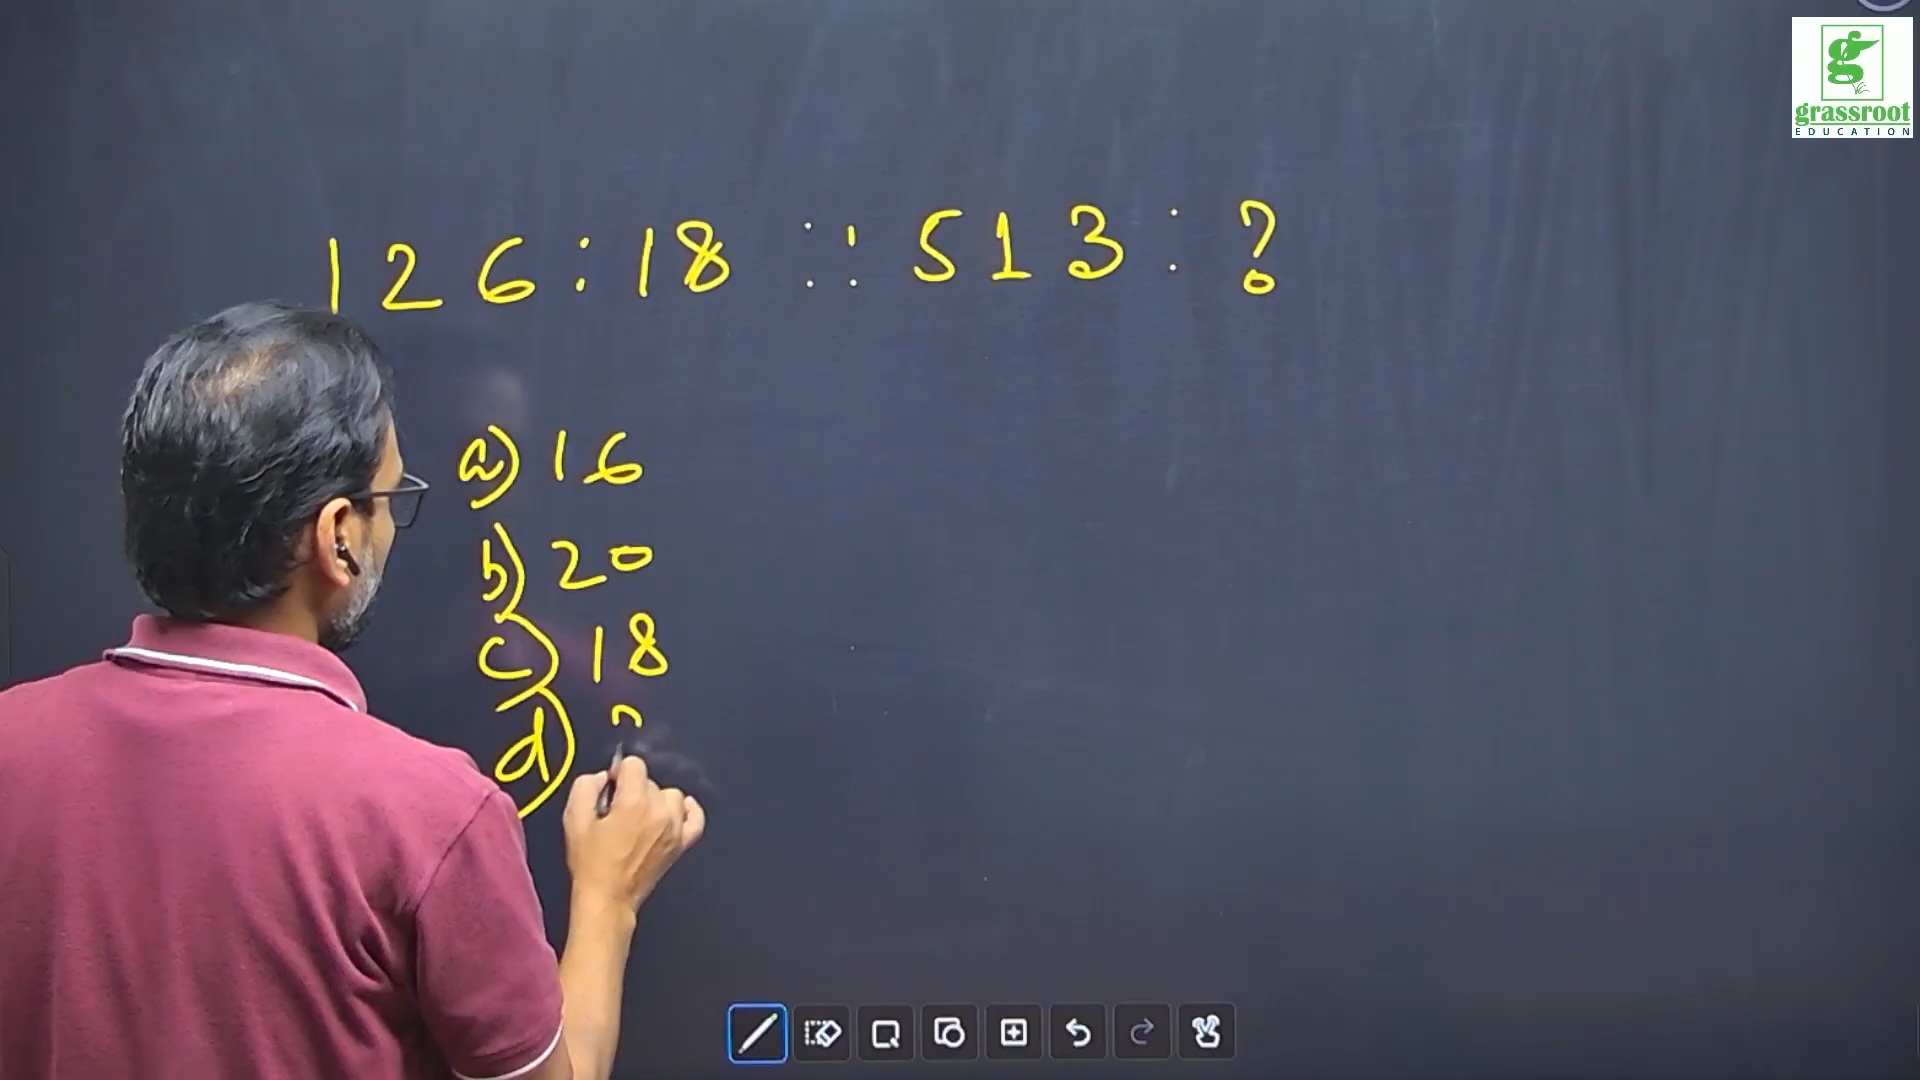 grassroot
EDUCATION
126:18 :: 513 : ?
a) 16
b) 20
c) 18
d)